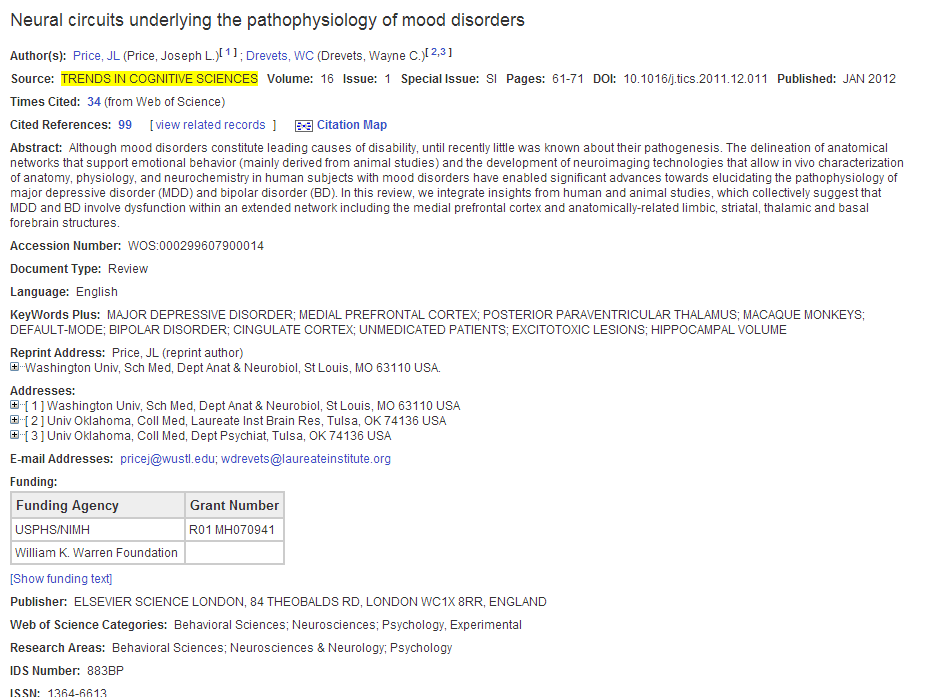 Neural circuits underlying the pathophysiology of mood disorders
Author(s): Price, JL (Price, Joseph L.)[ 1 ] ; Drevets, WC (Drevets, Wayne C.)[ 2,3 ]
Source: TRENDS IN COGNITIVE SCIENCES Volume: 16 Issue: 1 Special Issue: SI Pages: 61-71 DOI: 10.1016/j.tics.2011.12.011 Published: JAN 2012
Times Cited: 34 (from Web of Science)
Cited References: 99 [ view related records ] Citation Map
Abstract: Although mood disorders constitute leading causes of disability, until recently little was known about their pathogenesis. The delineation of anatomical
networks that support emotional behavior (mainly derived from animal studies) and the development of neuroimaging technologies that allow in vivo characterization
of anatomy, physiology, and neurochemistry in human subjects with mood disorders have enabled significant advances towards elucidating the pathophysiology of
major depressive disorder (MDD) and bipolar disorder (BD). In this review, we integrate insights from human and animal studies, which collectively suggest that
MDD and BD involve dysfunction within an extended network including the medial prefrontal cortex and anatomically-related limbic, striatal, thalamic and basal
forebrain structures.
Accession Number: WOS:000299607900014
Document Type: Review
Language: English
KeyWords Plus: MAJOR DEPRESSIVE DISORDER; MEDIAL PREFRONTAL CORTEX; POSTERIOR PARAVENTRICULAR THALAMUS; MACAQUE MONKEYS;
DEFAULT-MODE; BIPOLAR DISORDER; CINGULATE CORTEX; UNMEDICATED PATIENTS; EXCITOTOXIC LESIONS; HIPPOCAMPAL VOLUME
Reprint Address: Price, JL (reprint author)
Washington Univ, Sch Med, Dept Anat & Neurobiol, St Louis, MO 63110 USA.
Addresses:
[ 1 ] Washington Univ, Sch Med, Dept Anat & Neurobiol, St Louis, MO 63110 USA
[ 2 ] Univ Oklahoma, Coll Med, Laureate Inst Brain Res, Tulsa, OK 74136 USA
[ 3 ] Univ Oklahoma, Coll Med, Dept Psychiat, Tulsa, OK 74136 USA
E-mail Addresses: pricej@wustl.edu; wdrevets@laureateinstitute.org
Funding:
Funding Agency Grant Number
USPHS/NIMH R01 MH070941
William K. Warren Foundation
[Show funding text]
Publisher: ELSEVIER SCIENCE LONDON, 84 THEOBALDS RD, LONDON WC1X 8RR, ENGLAND
Web of Science Categories: Behavioral Sciences; Neurosciences; Psychology, Experimental
Research Areas: Behavioral Sciences; Neurosciences & Neurology; Psychology
IDS Number: 883BP
ISSN: 1364-6613